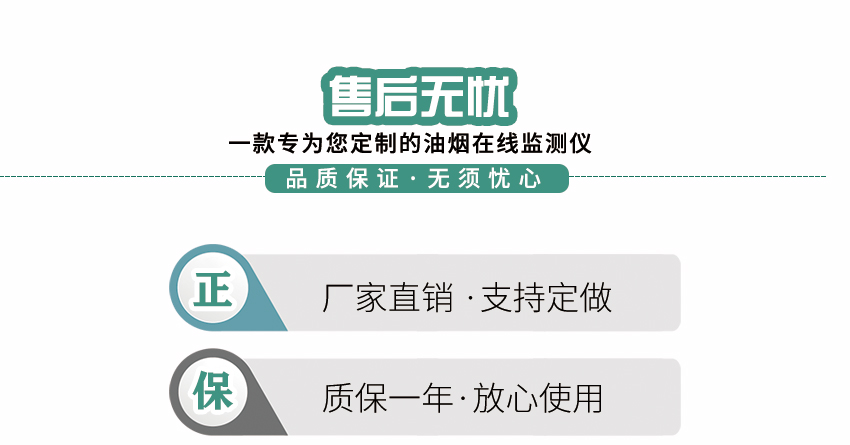 售后无忧
一款专为您定制的油烟在线监测仪
品质保证·无须忧心
正
厂家直销·支持定做
保
质保一年·放心使用